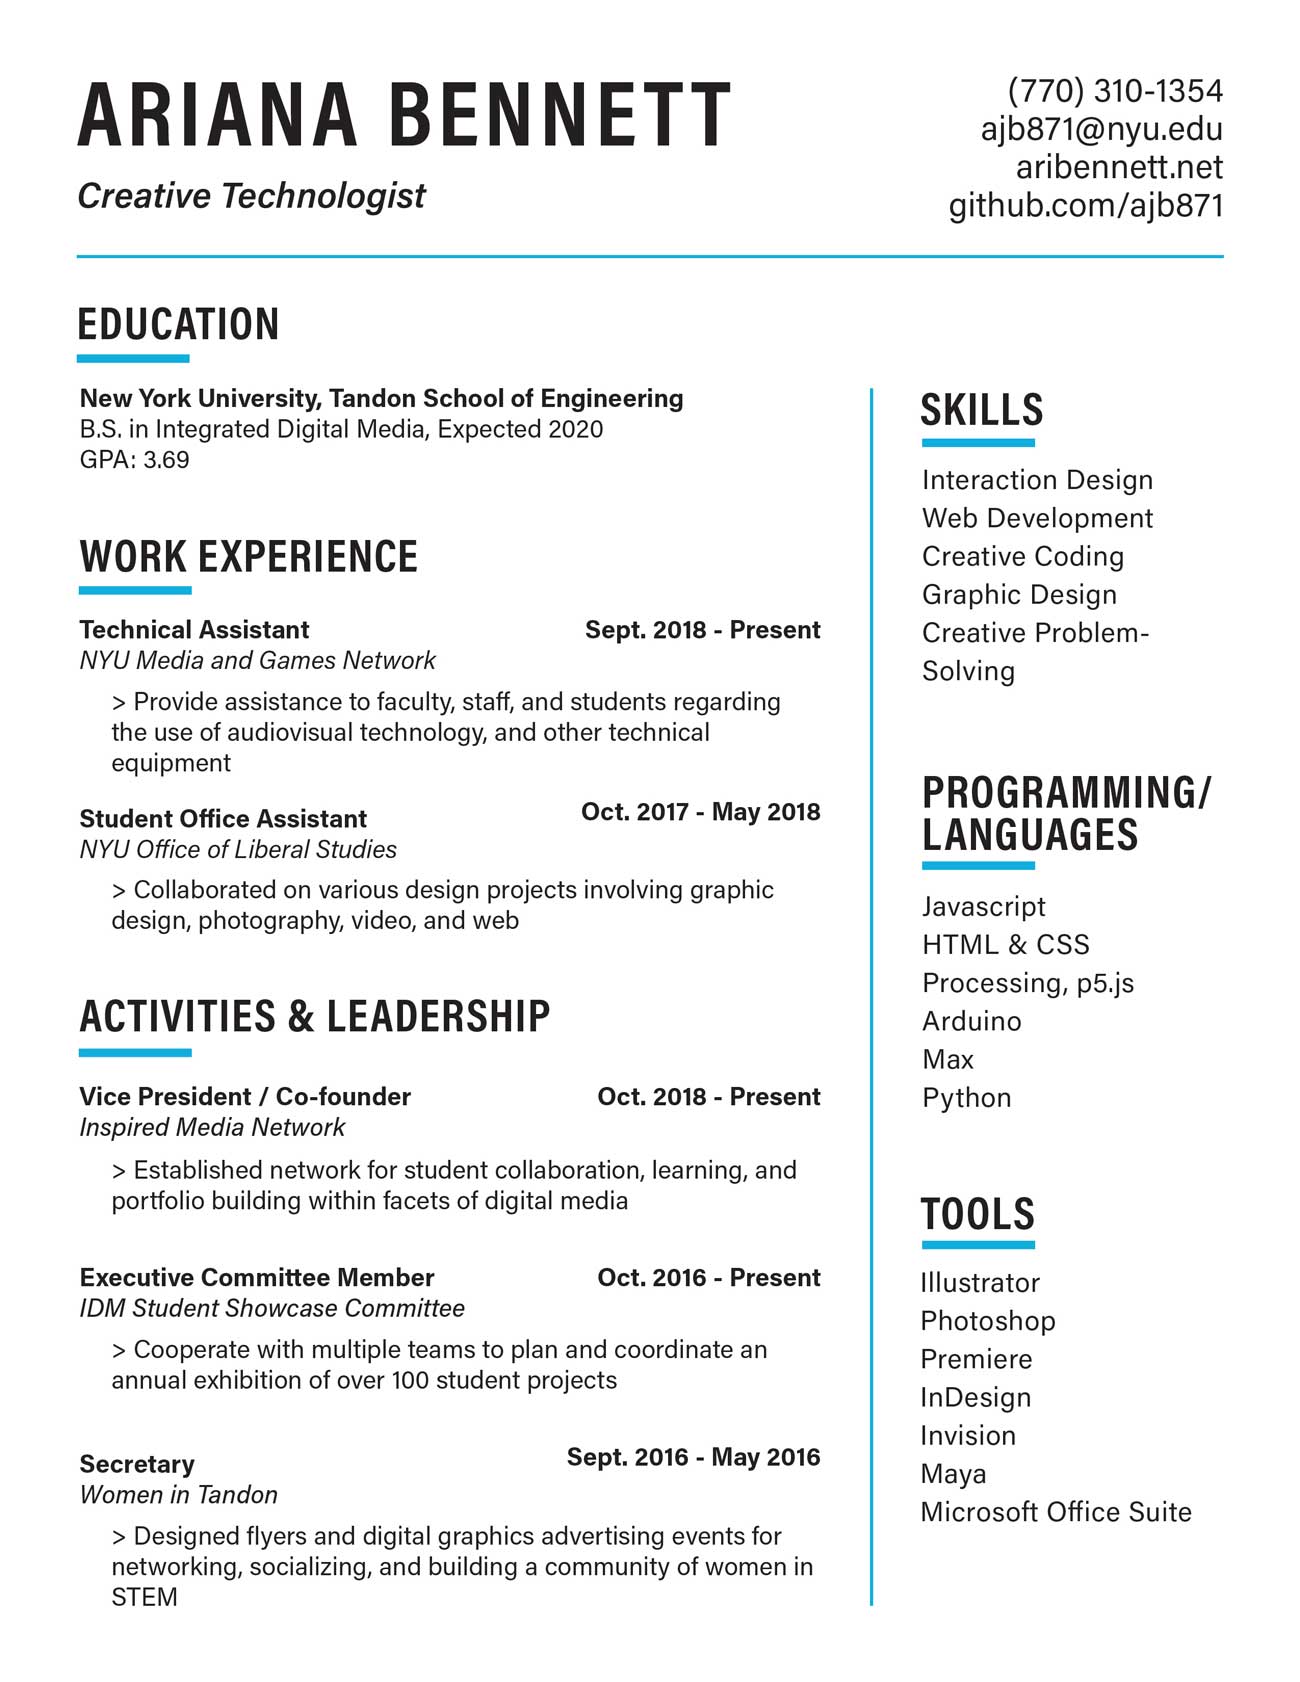 ARIANA BENNETT
Creative Technologist
(770) 310-1354
ajb871@nyu.edu
aribennett.net
github.com/ajb871
EDUCATION
New York University, Tandon School of Engineering
B.S. in Integrated Digital Media, Expected 2020
GPA: 3.69
WORK EXPERIENCE
Technical Assistant Sept. 2018 - Present
NYU Media and Games Network
> Provide assistance to faculty, staff, and students regarding
the use of audiovisual technology, and other technical
equipment
Student Office Assistant Oct. 2017 - May 2018
NYU Office of Liberal Studies
> Collaborated on various design projects involving graphic
design, photography, video, and web
ACTIVITIES & LEADERSHIP
Vice President / Co-founder Oct. 2018 - Present
Inspired Media Network
> Established network for student collaboration, learning, and
portfolio building within facets of digital media
Executive Committee Member Oct. 2016 - Present
IDM Student Showcase Committee
> Cooperate with multiple teams to plan and coordinate an
annual exhibition of over 100 student projects
Secretary Sept. 2016 - May 2016
Women in Tandon
> Designed flyers and digital graphics advertising events for
networking, socializing, and building a community of women in
STEM
SKILLS
Interaction Design
Web Development
Creative Coding
Graphic Design
Creative Problem-
Solving
PROGRAMMING/
LANGUAGES
Javascript
HTML & CSS
Processing, p5.js
Arduino
Max
Python
TOOLS
Illustrator
Photoshop
Premiere
InDesign
Invision
Maya
Microsoft Office Suite